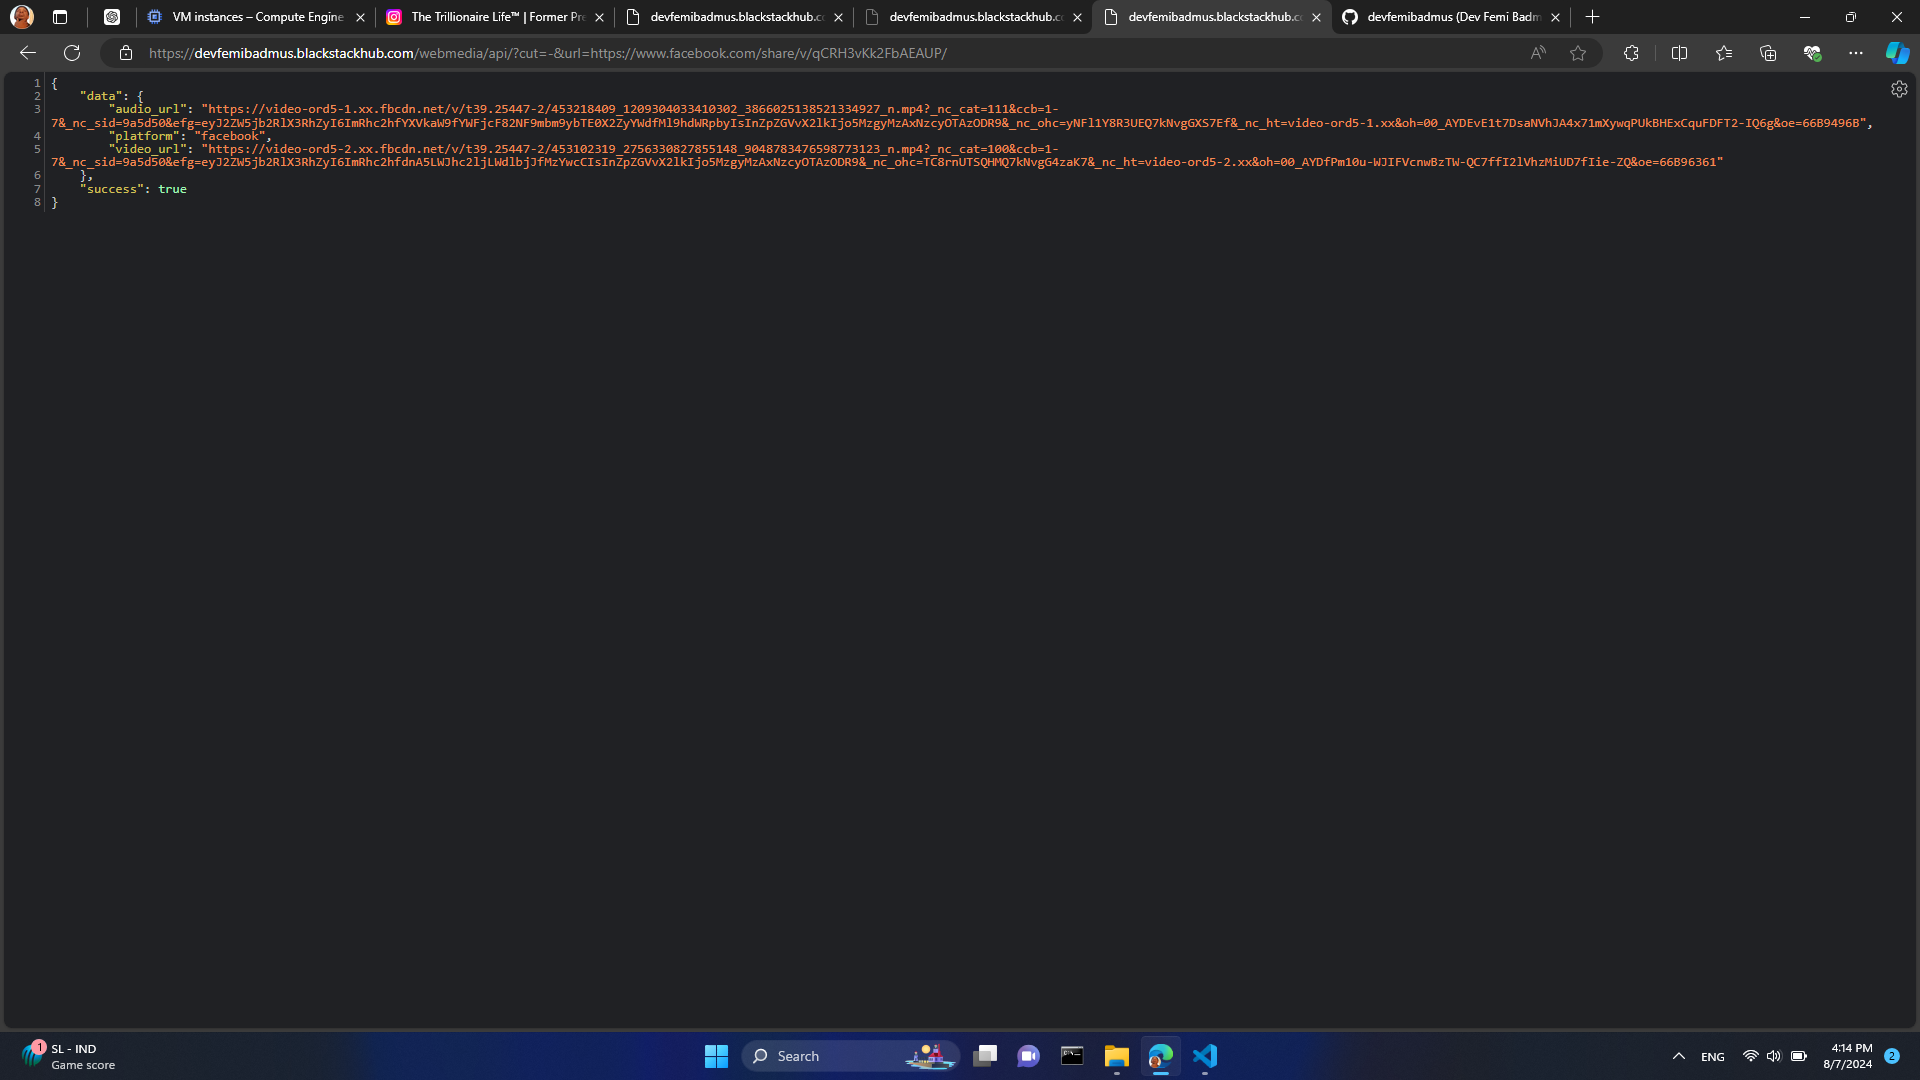 VM instances – Compute Engine
The Trillionaire Life™ | Former Pre
devfemibadmus.blackstackhub.co
devfemibadmus.blackstackhub.co
devfemibadmus.blackstackhub.co
devfemibadmus (Dev Femi Badm
https://devfemibadmus.blackstackhub.com/webmedia/api/?cut=-&url=https://www.facebook.com/share/v/qCRH3vKk2FbAEAUP/
1 {
2 "data": {
3 "audio_url": "https://video-ord5-1.xx.fbcdn.net/v/t39.25447-2/453218409_1209304033410302_3866025138521334927_n.mp4?_nc_cat=111&ccb=1-
7&_nc_sid=9a5d50&efg=eyJ2ZW5jb2RlX3RhZyI6ImRhc2hfYXVkaW9fYWFjcF82NF9mbm9ybTE0X2ZyYWdfMl9hdWRpbyIsInZpZGVvX2lkIjo5MzgyMzAxNzcyOTAzODR9&_nc_ohc=yNFl1Y8R3UEQ7kNvgGXS7Ef&_nc_ht=video-ord5-1.xx&oh=00_AYDEvE1t7DsaNVhJA4x71mXywqPUkBHExCquFDFT2-IQ6g&oe=66B9496B",
4 "platform": "facebook",
5 "video_url": "https://video-ord5-2.xx.fbcdn.net/v/t39.25447-2/453102319_2756330827855148_9048783476598773123_n.mp4?_nc_cat=100&ccb=1-
7&_nc_sid=9a5d50&efg=eyJ2ZW5jb2RlX3RhZyI6ImRhc2hfdnA5LWJhc2ljLWdlbjJfMzYwcCIsInZpZGVvX2lkIjo5MzgyMzAxNzcyOTAzODR9&_nc_ohc=TC8rnUTSQHMQ7kNvgG4zaK7&_nc_ht=video-ord5-2.xx&oh=00_AYDfPm10u-WJIFVcnwBzTW-QC7ffI2lVhzMiUD7fIie-ZQ&oe=66B96361"
6 },
7 "success": true
8 }
1
SL - IND
Game score
Search
ENG
4:14 PM
8/7/2024
2